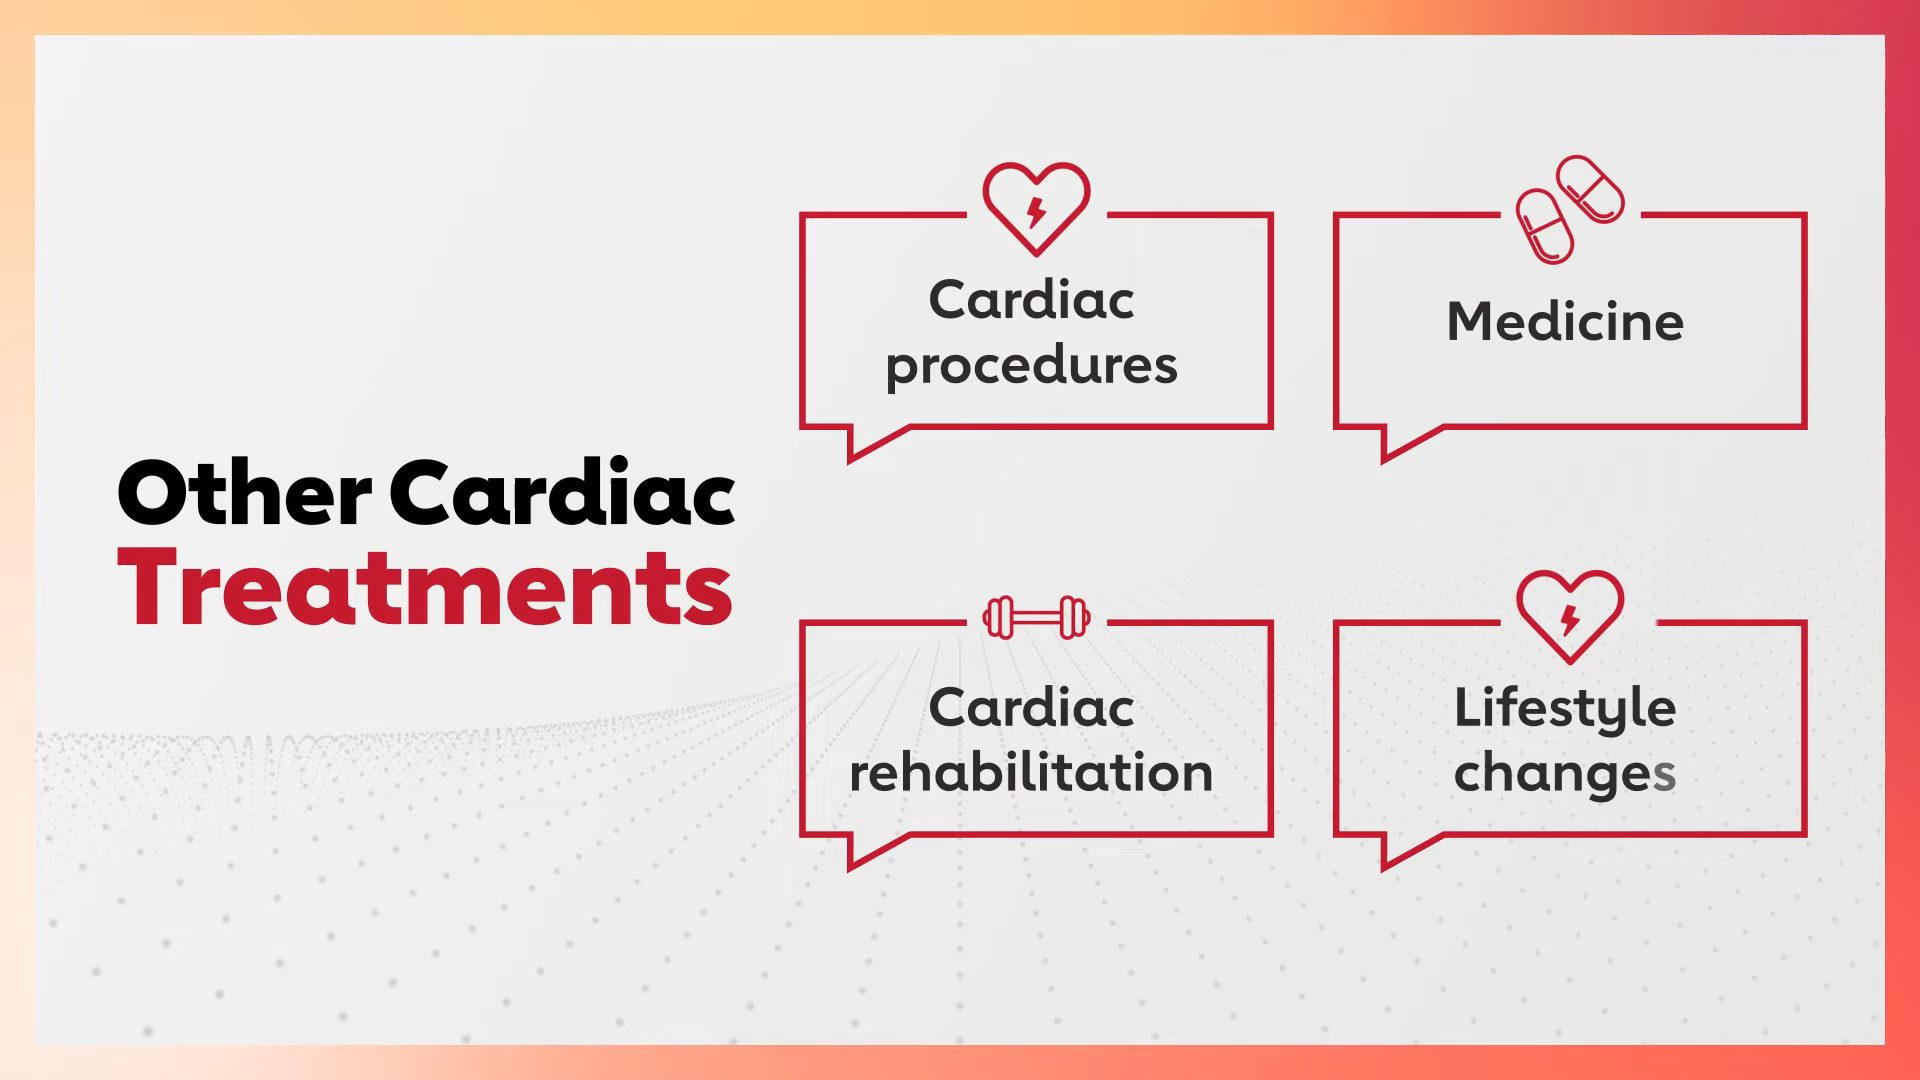 Other Cardiac
Treatments
Cardiac
procedures
Medicine
Cardiac
rehabilitation
Lifestyle
changes